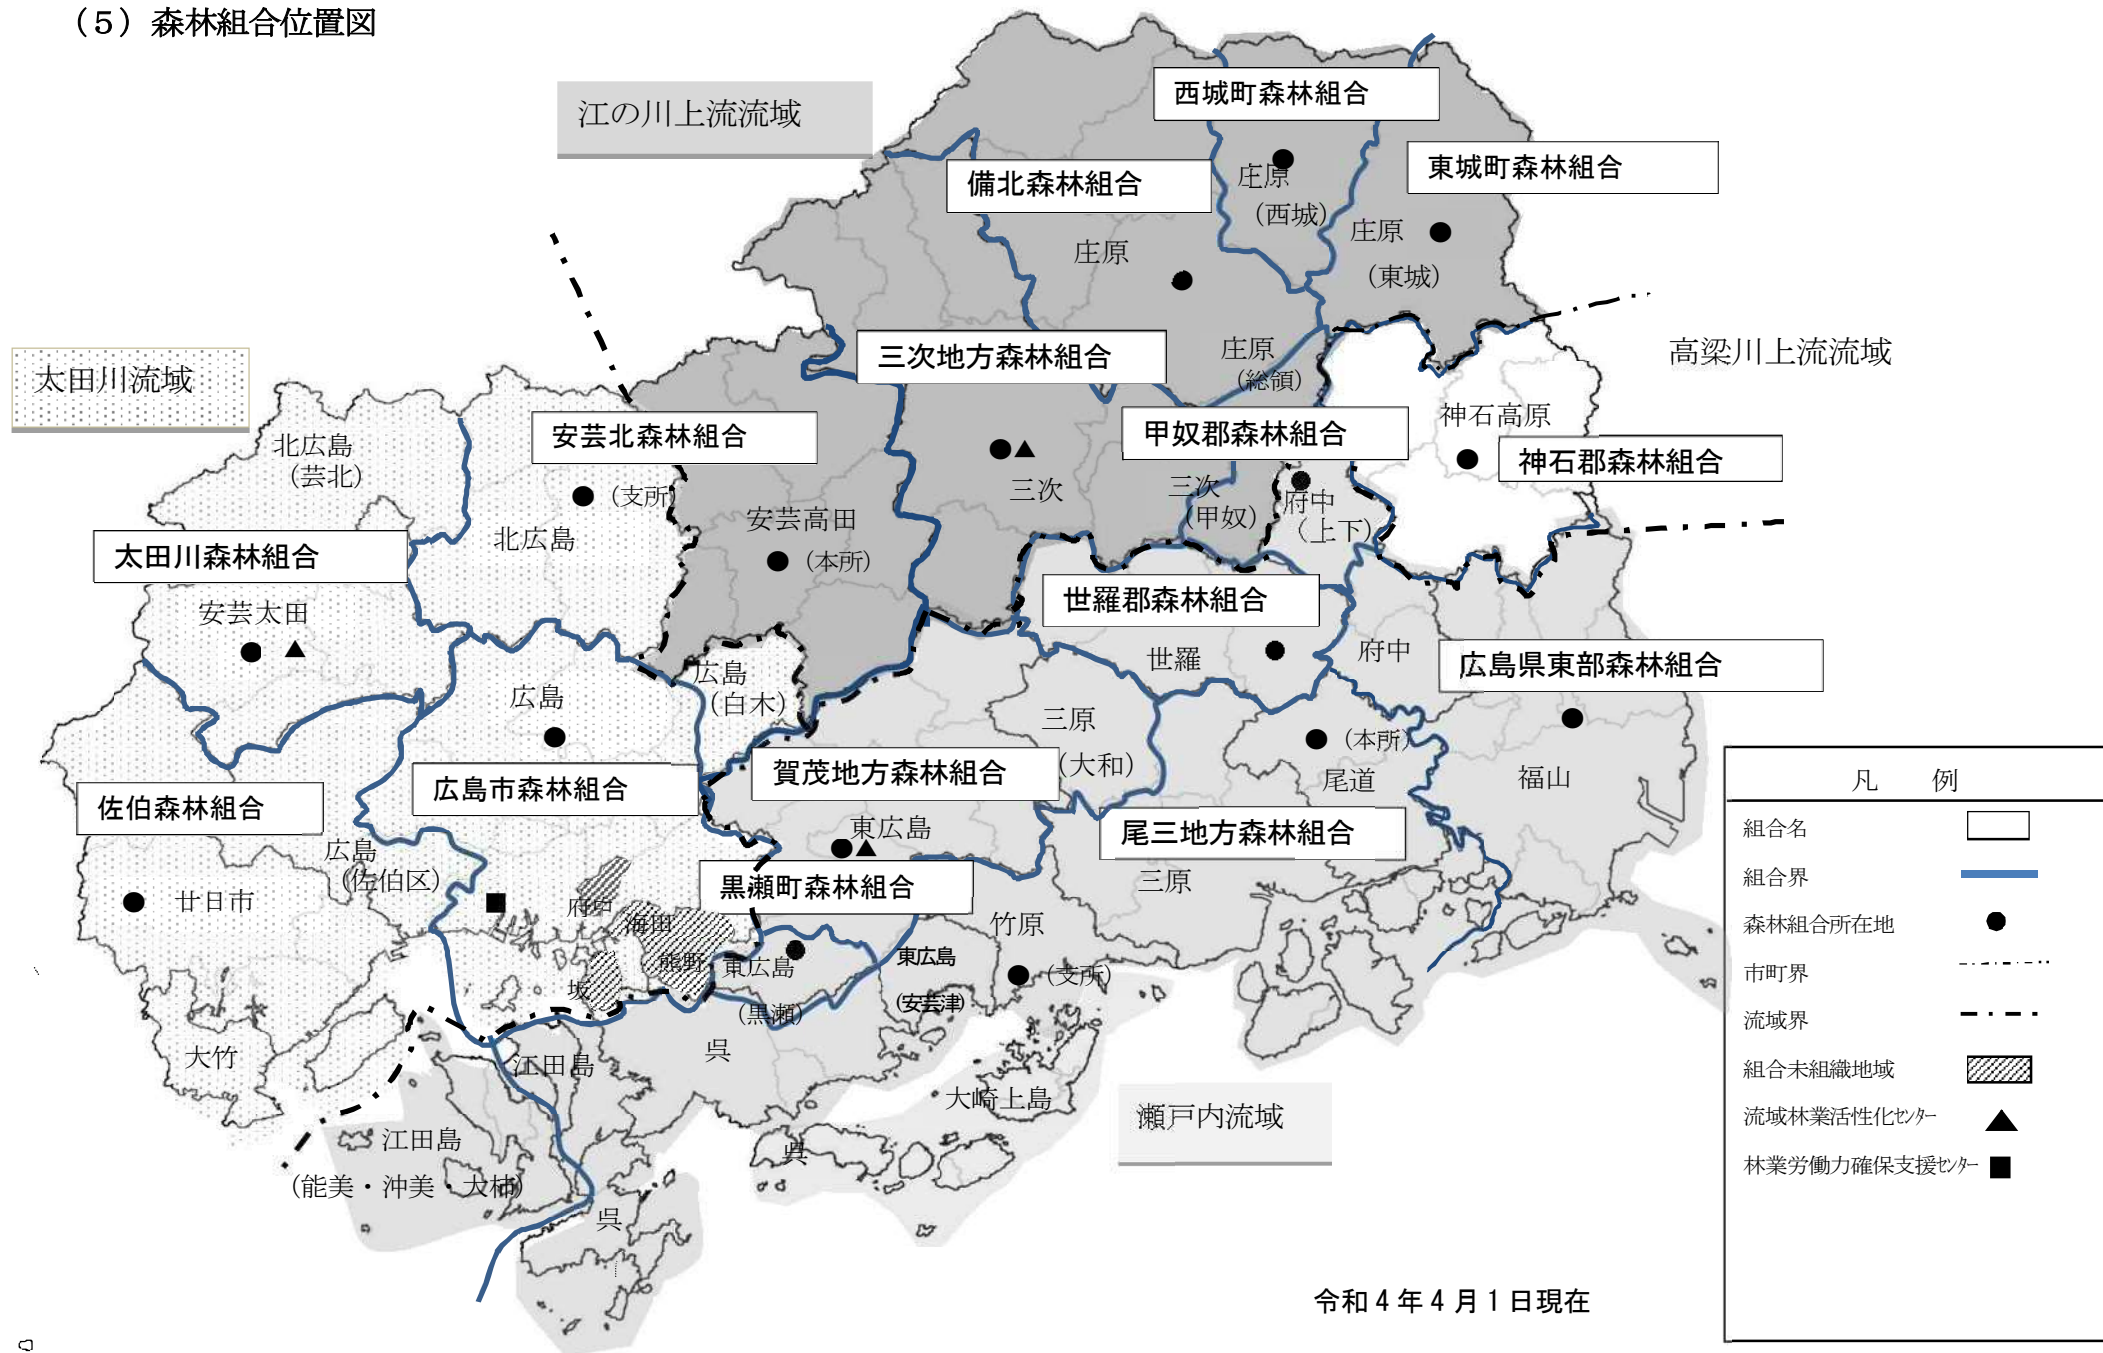 （５）森林組合位置図
江の川上流流域
西城町森林組合
備北森林組合
東城町森林組合
庄原
（西城）
庄原
（東城）
庄原
三次地方森林組合
庄原
（総領）
高梁川上流流域
太田川流域
北広島
（芸北）
安芸北森林組合
甲奴郡森林組合
神石高原
神石郡森林組合
（支所）
北広島
安芸高田
（本所）
三次
三次
（甲奴）
府中
（上下）
太田川森林組合
安芸太田
世羅郡森林組合
世羅
府中
広島県東部森林組合
広島
広島
（白木）
三原
（大和）
（本所）
尾道
福山
佐伯森林組合
広島市森林組合
賀茂地方森林組合
東広島
尾三地方森林組合
三原
広島
（佐伯区）
廿日市
黒瀬町森林組合
府中
海田
熊野
坂
東広島
（黒瀬）
竹原
東広島
（安芸津）
（支所）
大竹
江田島
呉
大崎上島
瀬戸内流域
江田島
（能美・沖美・大柿）
呉
呉
凡　例
組合名
組合界
森林組合所在地
市町界
流域界
組合未組織地域
流域林業活性化ｾﾝﾀｰ
林業労働力確保支援ｾﾝﾀｰ
令和４年４月１日現在